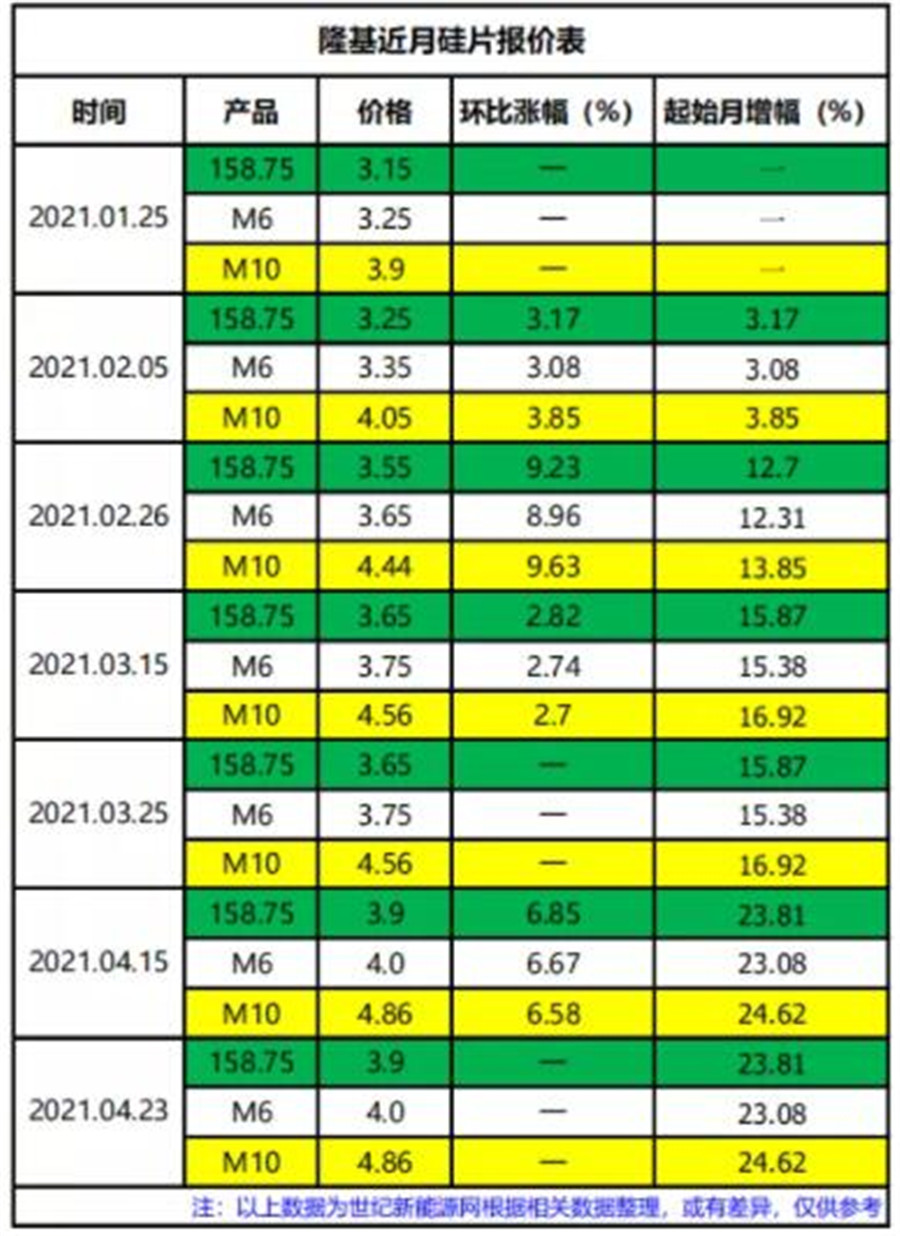 隆基近月硅片报价表
时间 产品 价格 环比涨幅（%） 起始月增幅（%）
158.75 3.15 — —
2021.01.25 M6 3.25 — —
M10 3.9 — —
158.75 3.25 3.17 3.17
2021.02.05 M6 3.35 3.08 3.08
M10 4.05 3.85 3.85
158.75 3.55 9.23 12.7
2021.02.26 M6 3.65 8.96 12.31
M10 4.44 9.63 13.85
158.75 3.65 2.82 15.87
2021.03.15 M6 3.75 2.74 15.38
M10 4.56 2.7 16.92
158.75 3.65 — 15.87
2021.03.25 M6 3.75 — 15.38
M10 4.56 — 16.92
158.75 3.9 6.85 23.81
2021.04.15 M6 4.0 6.67 23.08
M10 4.86 6.58 24.62
158.75 3.9 — 23.81
2021.04.23 M6 4.0 — 23.08
M10 4.86 — 24.62
注：以上数据为世纪新能源网根据相关数据整理，或有差异，仅供参考